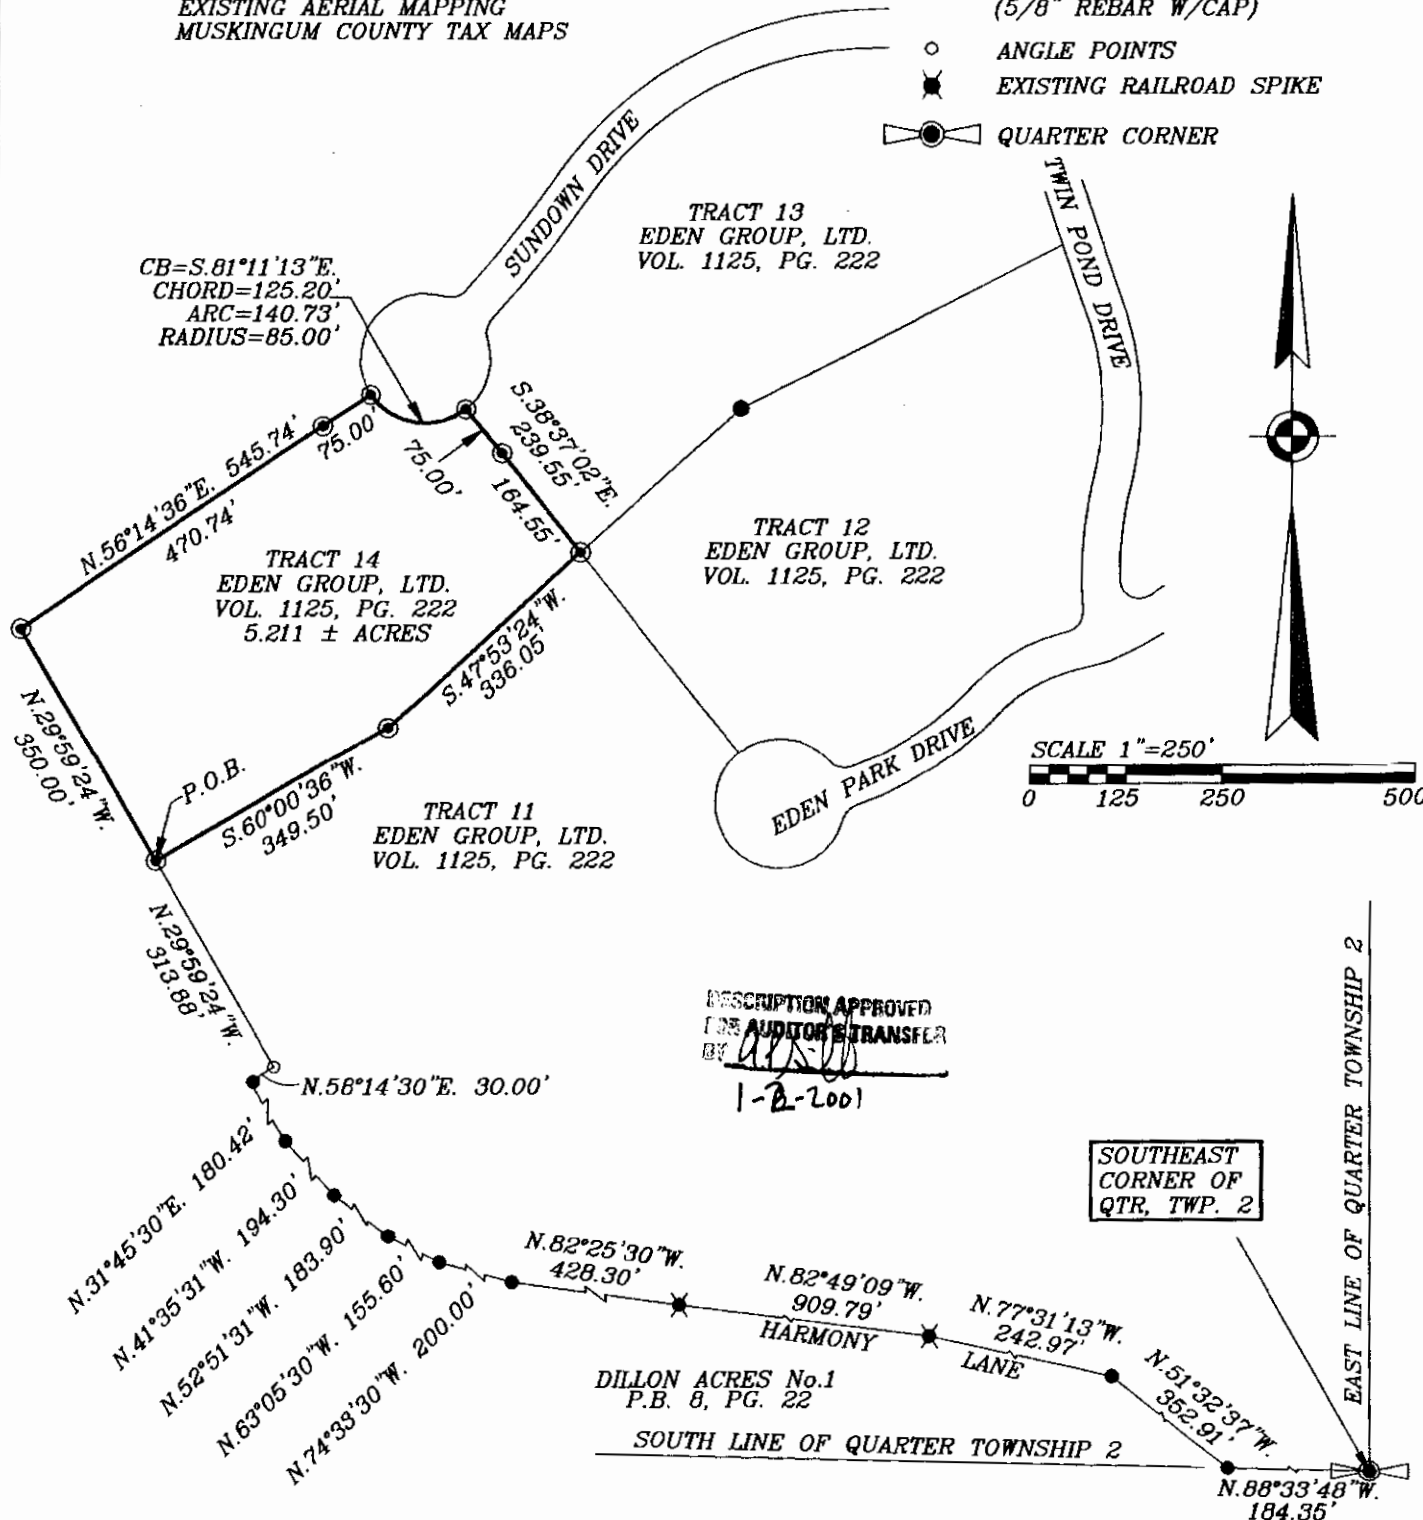 EXISTING AERIAL MAPPING
MUSKINGUM COUNTY TAX MAPS
(5/8" REBAR W/CAP)
ANGLE POINTS
EXISTING RAILROAD SPIKE
QUARTER CORNER
SUNDOWN DRIVE
TWIN POND DRIVE
TRACT 13
EDEN GROUP, LTD.
VOL. 1125, PG. 222
CB=S.81°11'13"E.
CHORD=125.20'
ARC=140.73'
RADIUS=85.00'
N.56°14'36"E. 545.74'
470.74'
75.00'
75.00'
S.38°37'02"E.
239.55'
164.55'
TRACT 14
EDEN GROUP, LTD.
VOL. 1125, PG. 222
5.211 ± ACRES
TRACT 12
EDEN GROUP, LTD.
VOL. 1125, PG. 222
S.47°53'24"W.
336.05'
N.29°59'24"W.
350.00'
P.O.B.
S.60°00'36"W.
349.50'
TRACT 11
EDEN GROUP, LTD.
VOL. 1125, PG. 222
EDEN PARK DRIVE
SCALE 1"=250'
0 125 250 500
N.29°59'24"W.
313.88'
N.58°14'30"E. 30.00'
DESCRIPTION APPROVED
FOR AUDITOR'S TRANSFER
BY
N.31°45'30"E. 180.42'
N.41°35'31"W. 194.30'
N.52°51'31"W. 183.90'
N.63°05'30"W. 155.60'
N.74°33'30"W. 200.00'
N.82°25'30"W.
428.30'
N.82°49'09"W.
909.79'
HARMONY LANE
N.77°31'13"W.
242.97'
N.51°32'37"W.
352.91'
DILLON ACRES No.1
P.B. 8, PG. 22
SOUTH LINE OF QUARTER TOWNSHIP 2
EAST LINE OF QUARTER TOWNSHIP 2
SOUTHEAST
CORNER OF
QTR, TWP. 2
N.88°33'48"W.
184.35'